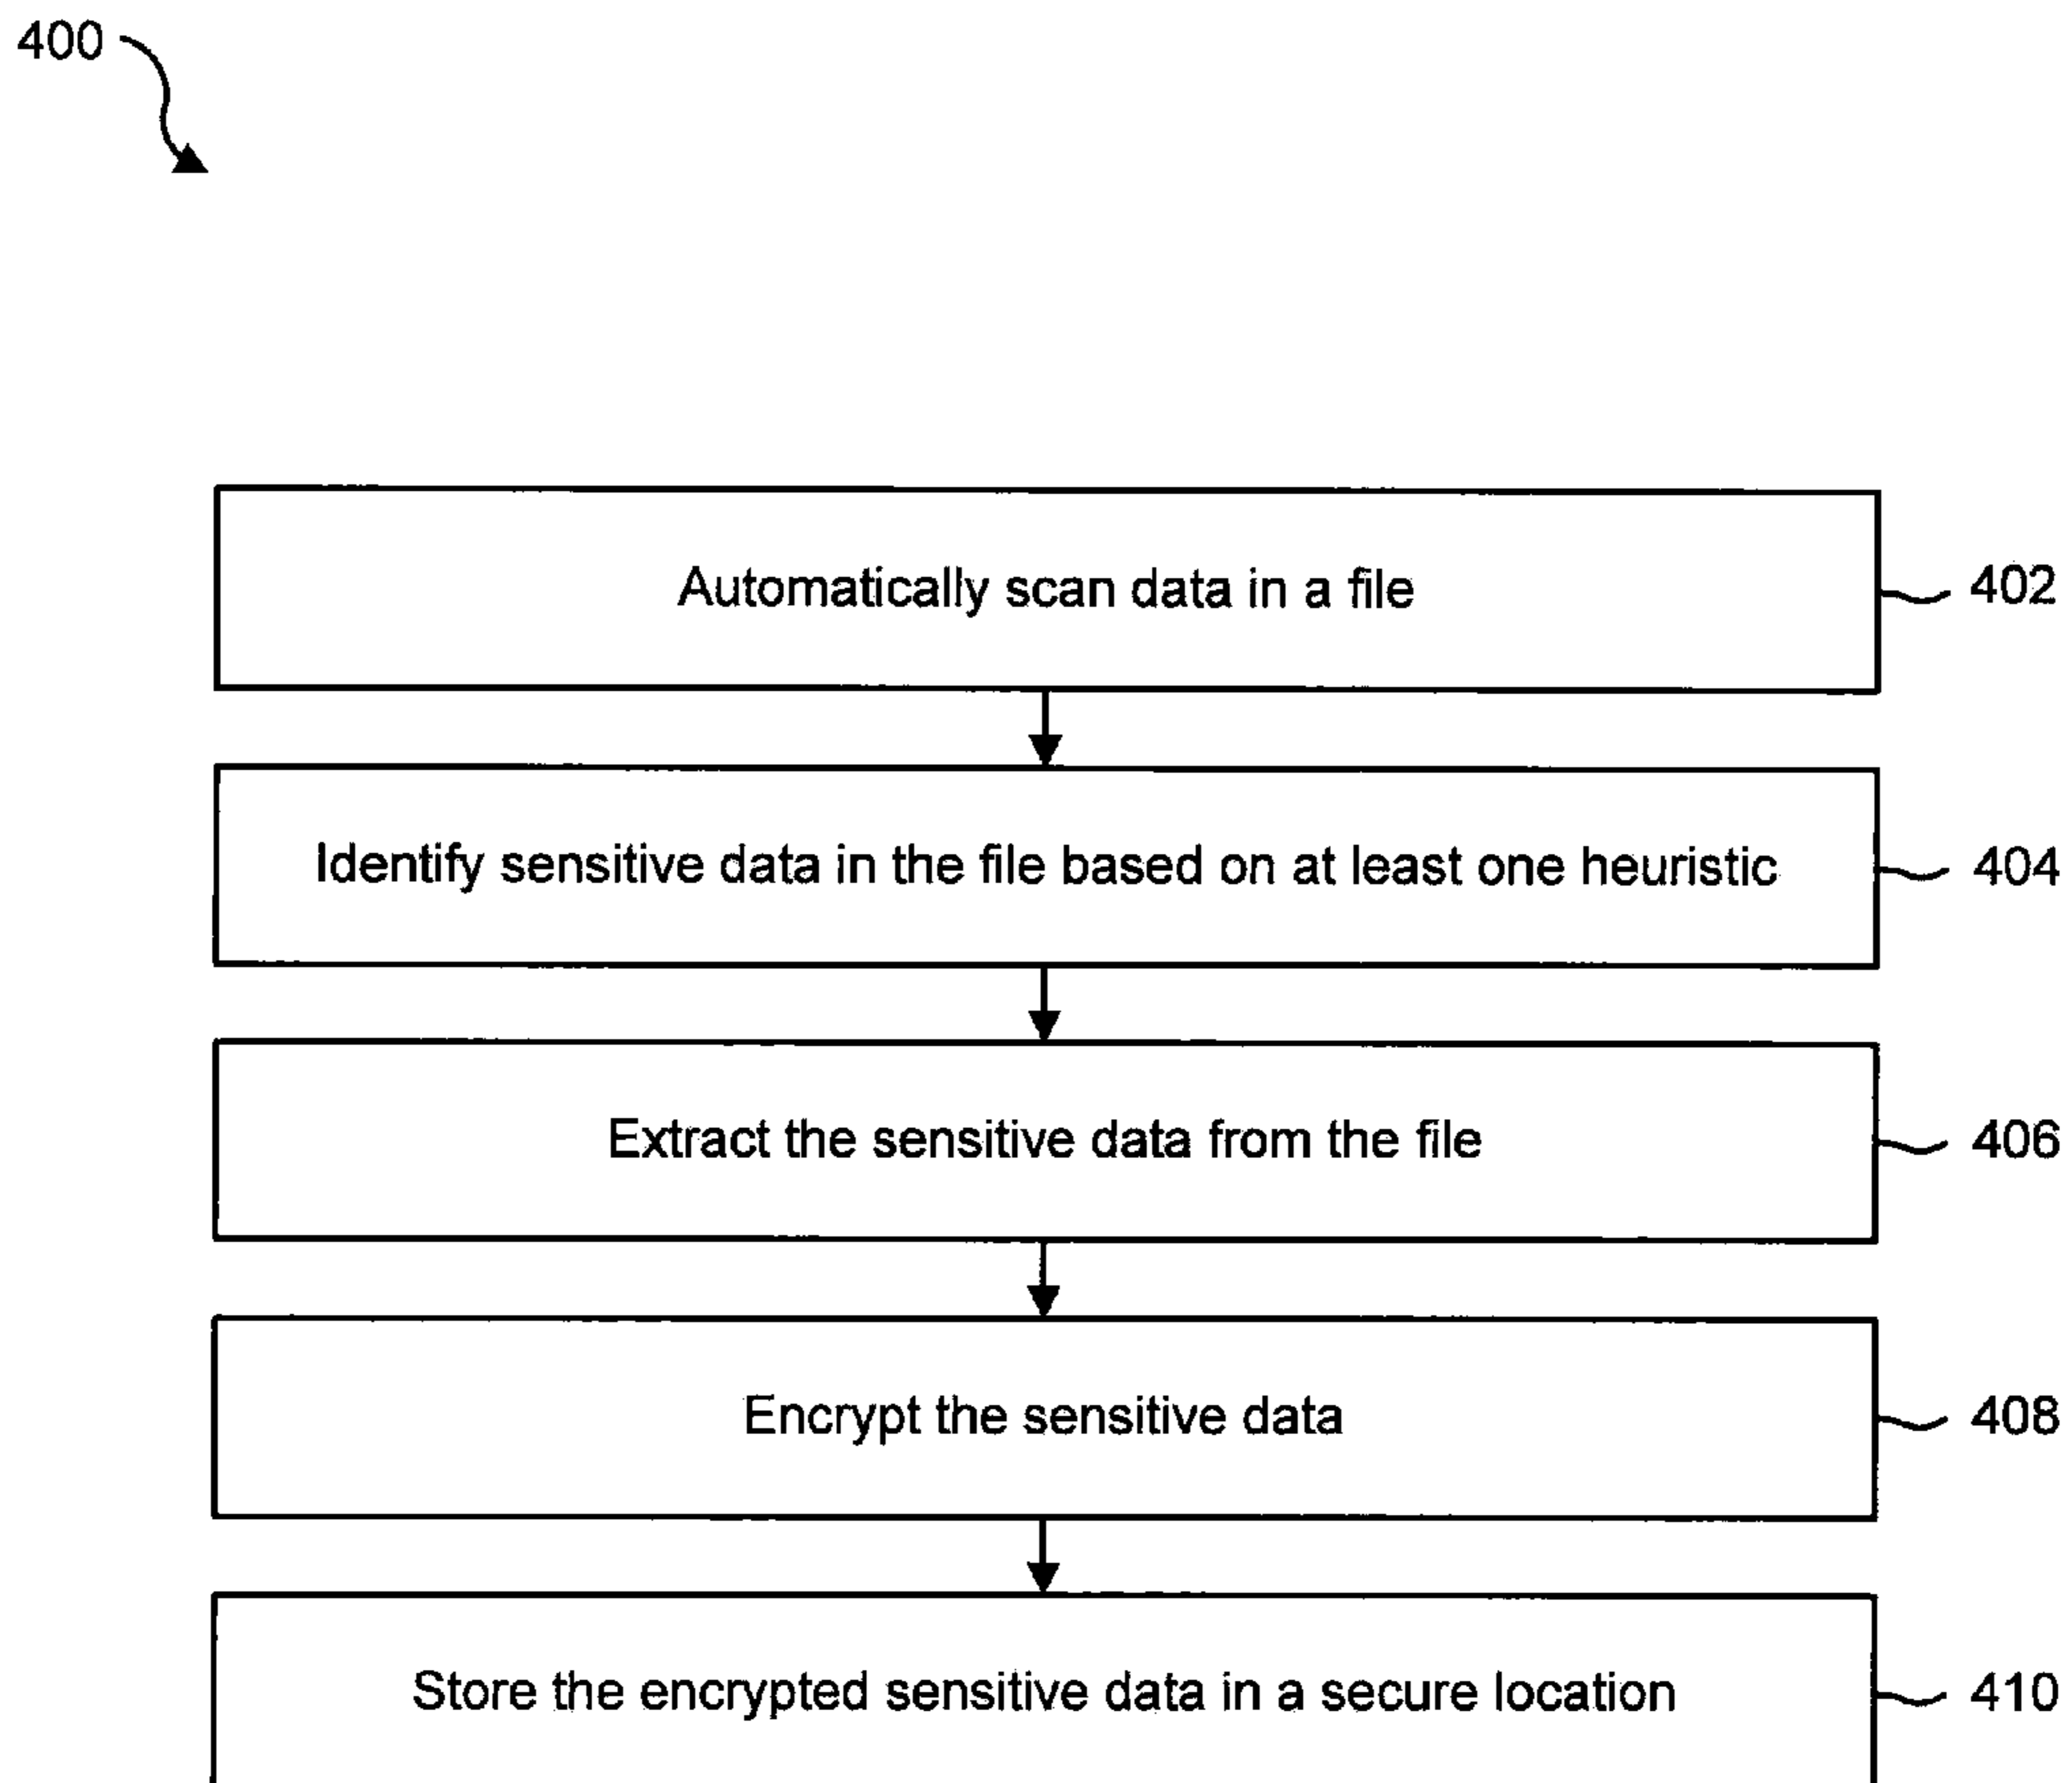 400
Automatically scan data in a file
402
Identify sensitive data in the file based on at least one heuristic
404
Extract the sensitive data from the file
406
Encrypt the sensitive data
408
Store the encrypted sensitive data in a secure location
410